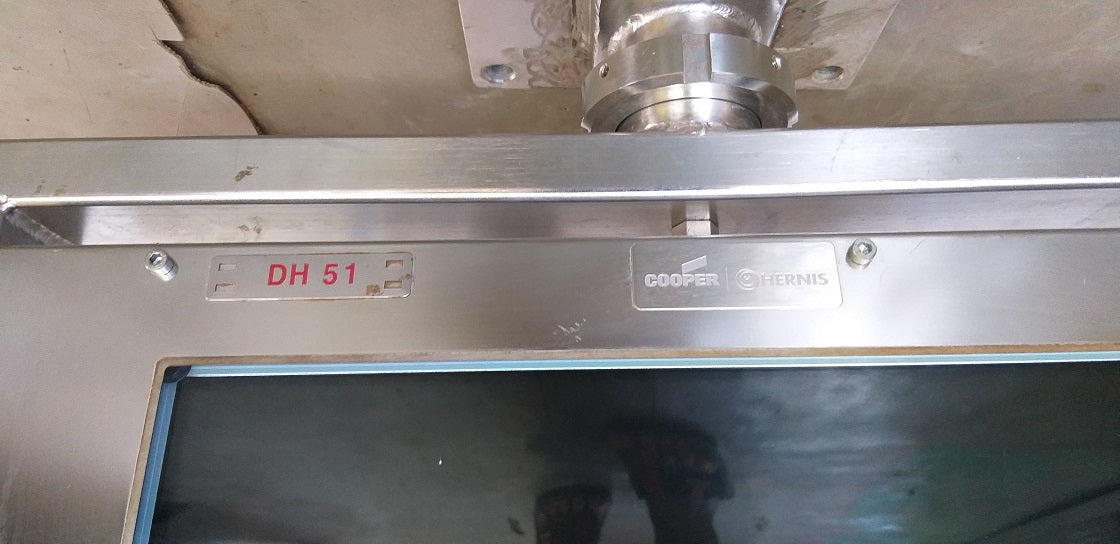 DH 51
COOPER | HERNIS